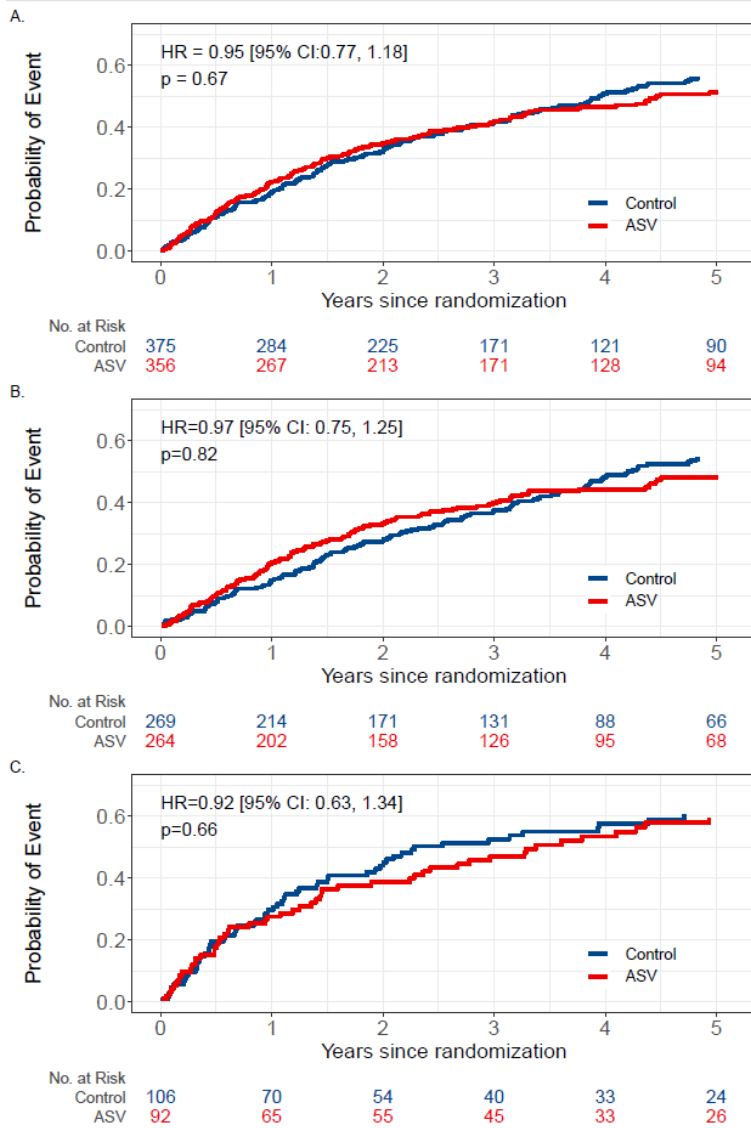 A.
HR = 0.95 [95% CI:0.77, 1.18]
p = 0.67
Probability of Event
0.6
0.4
0.2
0.0
Control
ASV
0 1 2 3 4 5
Years since randomization
No. at Risk
Control 375 284 225 171 121 90
ASV 356 267 213 171 128 94
B.
HR=0.97 [95% CI: 0.75, 1.25]
p=0.82
Probability of Event
0.6
0.4
0.2
0.0
Control
ASV
0 1 2 3 4 5
Years since randomization
No. at Risk
Control 269 214 171 131 88 66
ASV 264 202 158 126 95 68
C.
HR=0.92 [95% CI: 0.63, 1.34]
p=0.66
Probability of Event
0.6
0.4
0.2
0.0
Control
ASV
0 1 2 3 4 5
Years since randomization
No. at Risk
Control 106 70 54 40 33 24
ASV 92 65 55 45 33 26